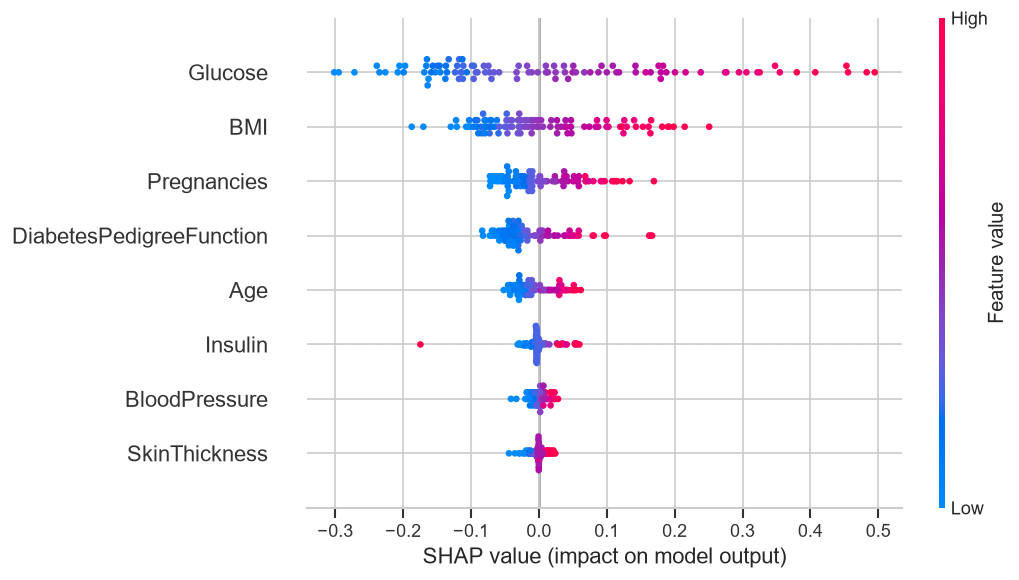 High
Glucose
BMI
Pregnancies
DiabetesPedigreeFunction
Age
Insulin
BloodPressure
SkinThickness
Feature value
Low
−0.3 −0.2 −0.1 0.0 0.1 0.2 0.3 0.4 0.5
SHAP value (impact on model output)